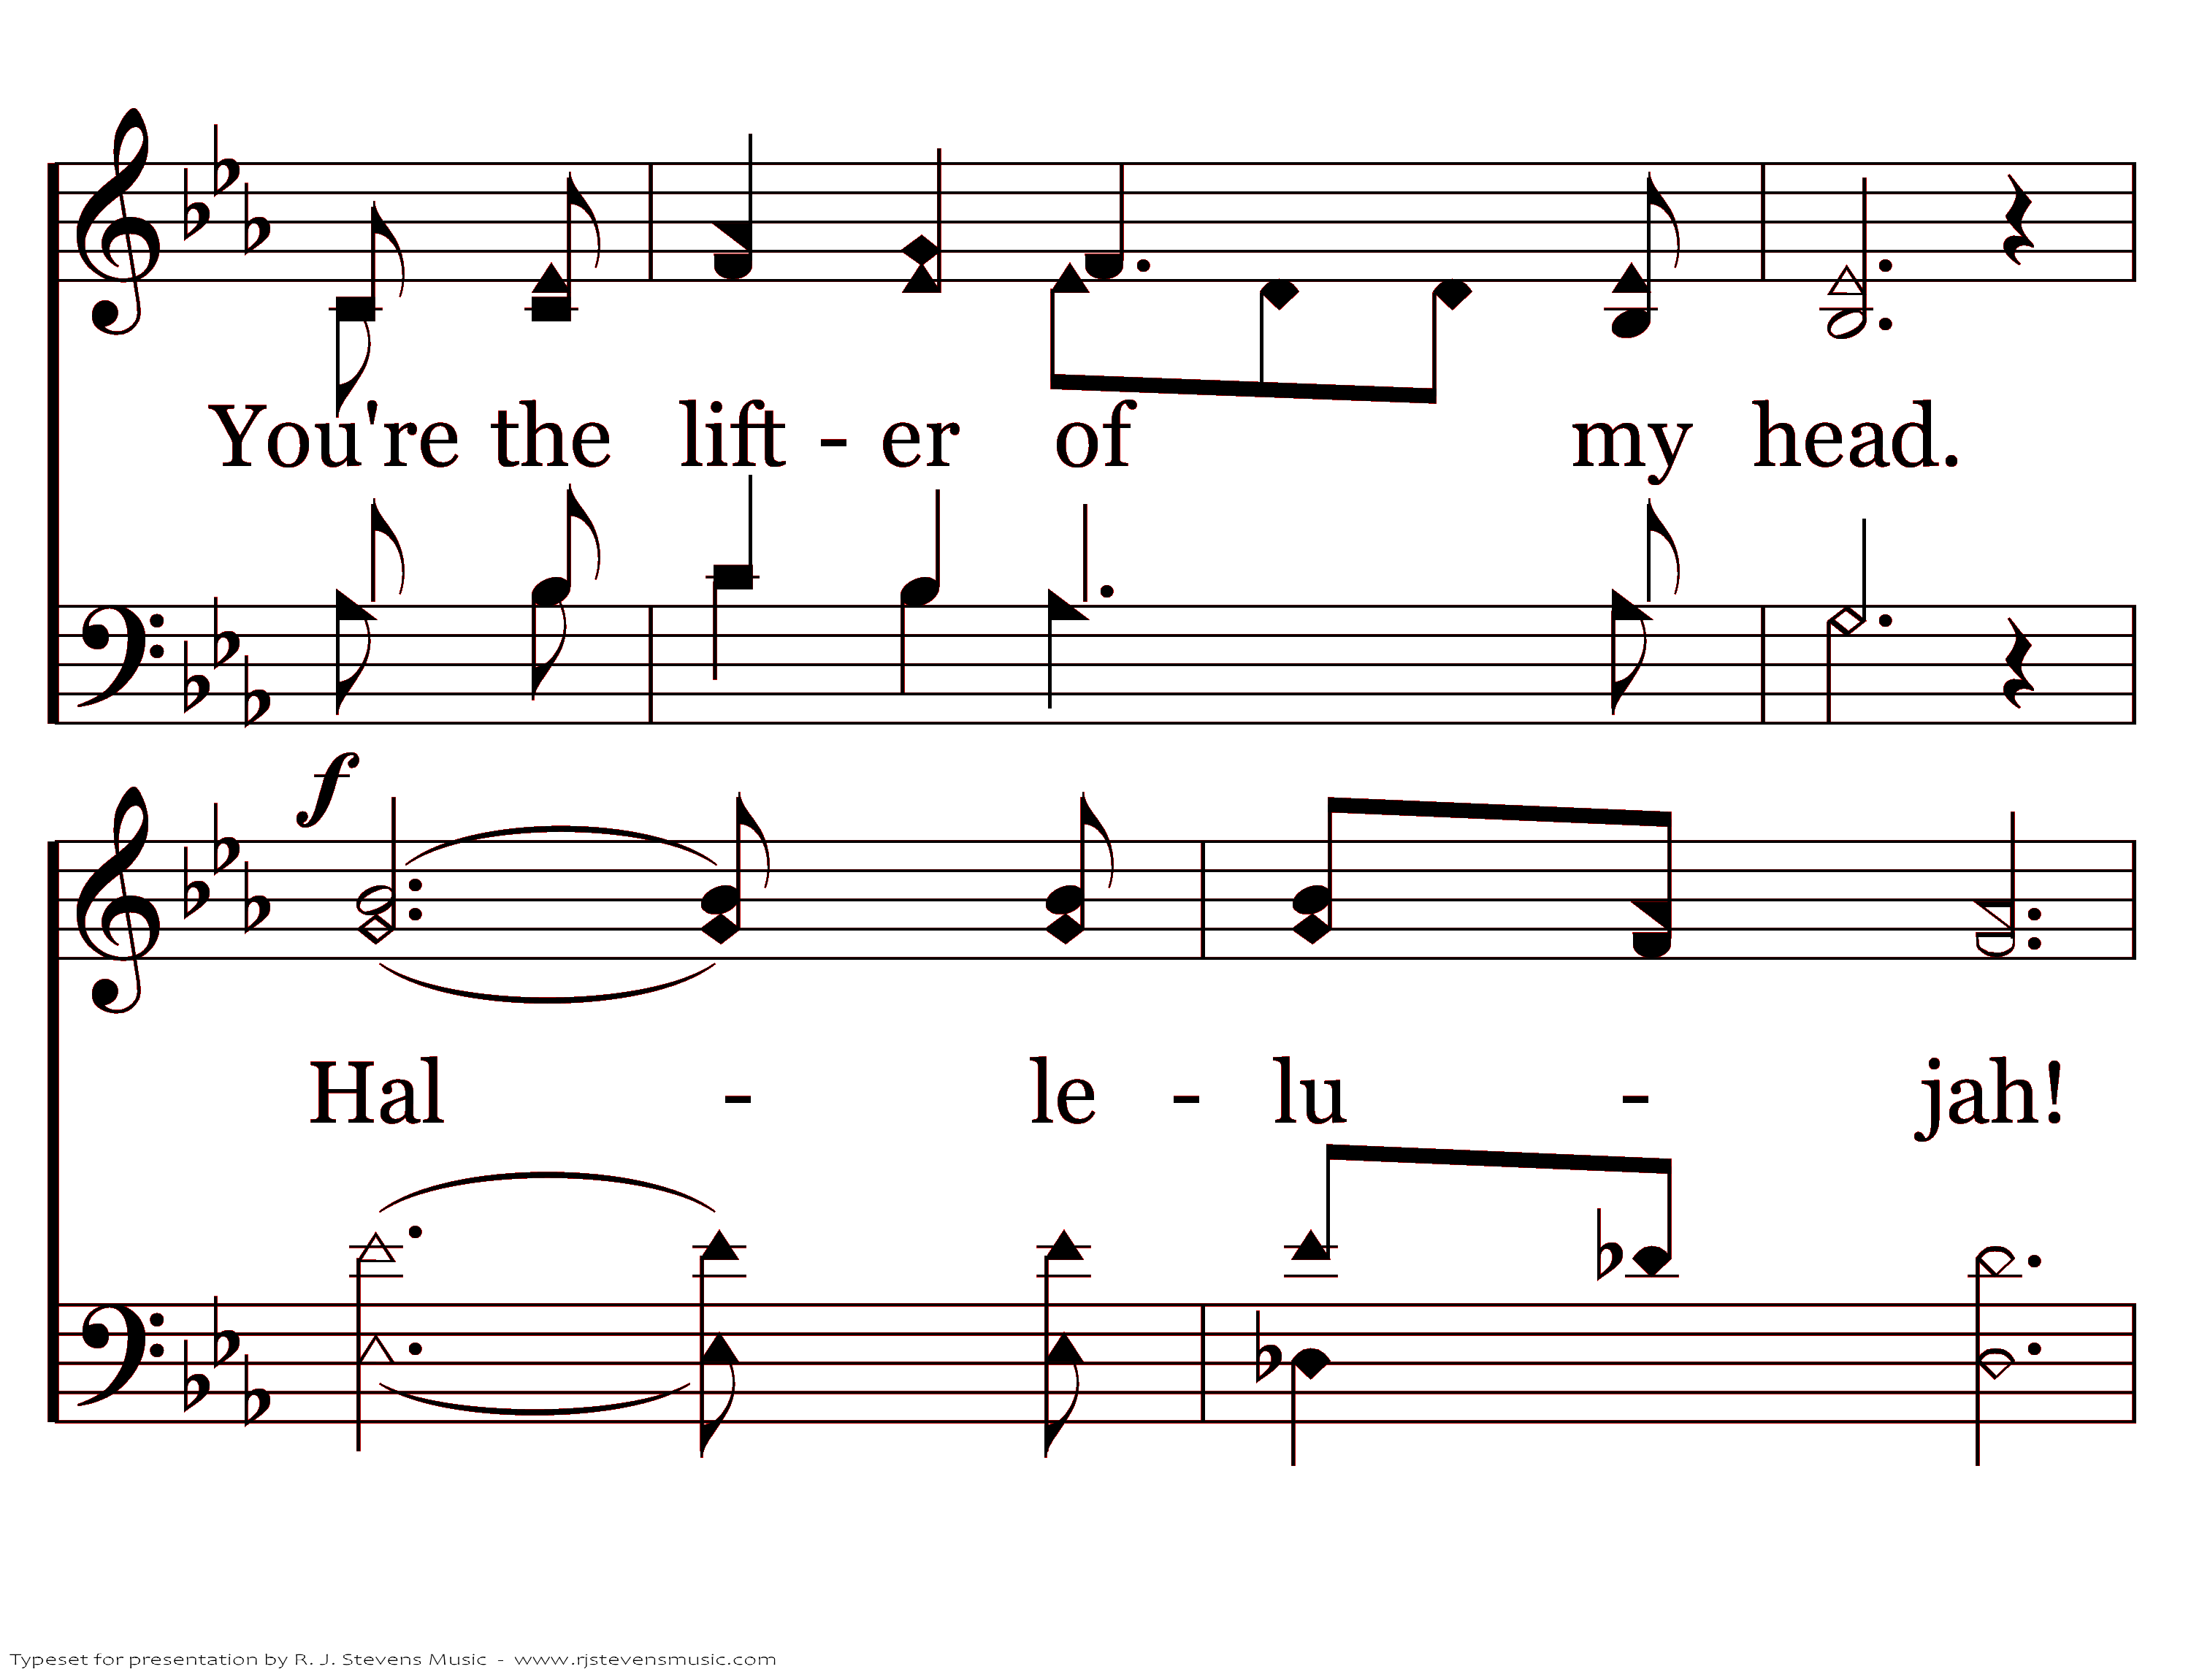 You're the lift - er of my head.
f
Hal - le - lu - jah!
Typeset for presentation by R. J. Stevens Music - www.rjstevensmusic.com